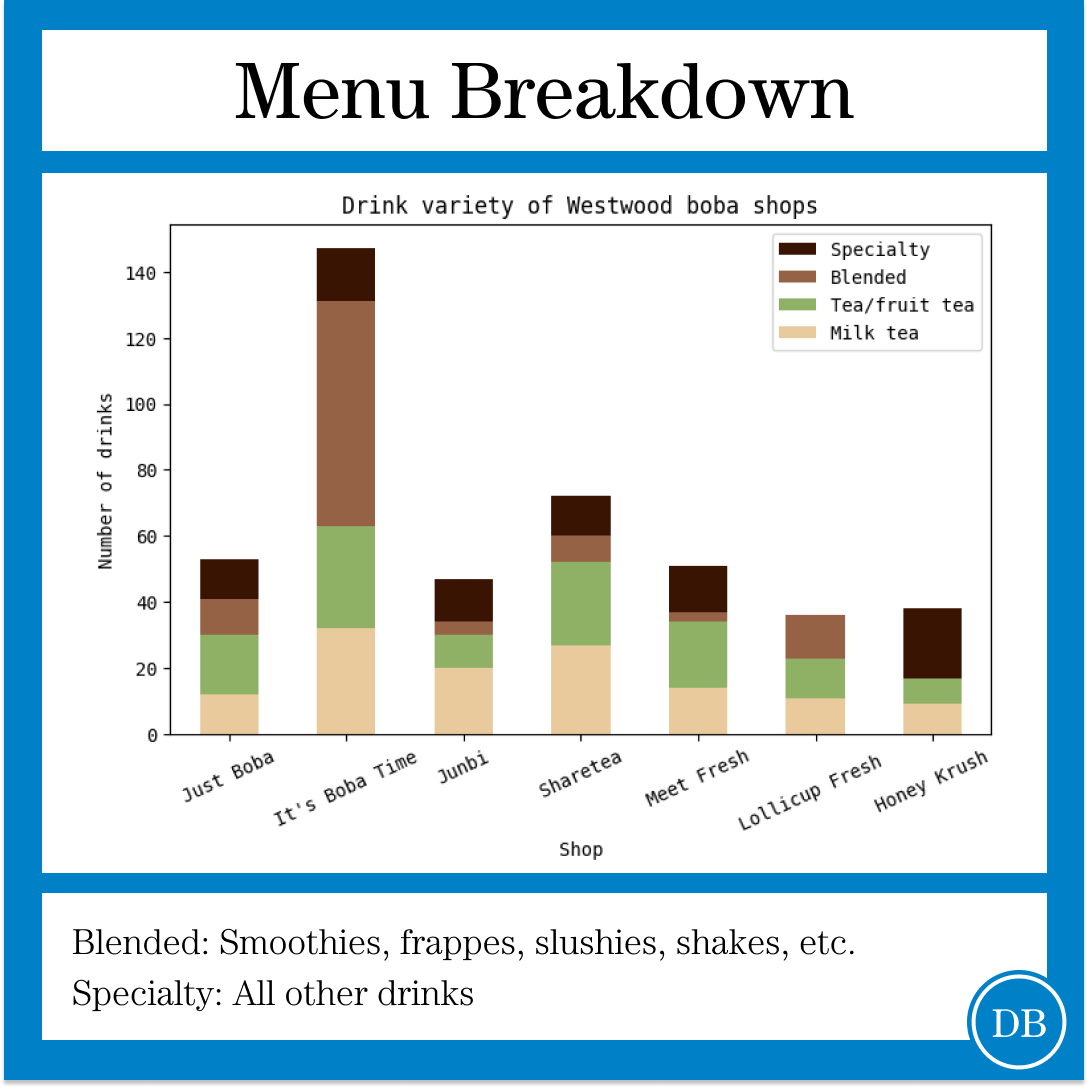 Menu Breakdown
Drink variety of Westwood boba shops
Specialty
Blended
Tea/fruit tea
Milk tea
Number of drinks
140
120
100
80
60
40
20
0
Just Boba
It's Boba Time
Junbi
Sharetea
Meet Fresh
Lollicup Fresh
Honey Krush
Shop
Blended: Smoothies, frappes, slushies, shakes, etc.
Specialty: All other drinks
DB